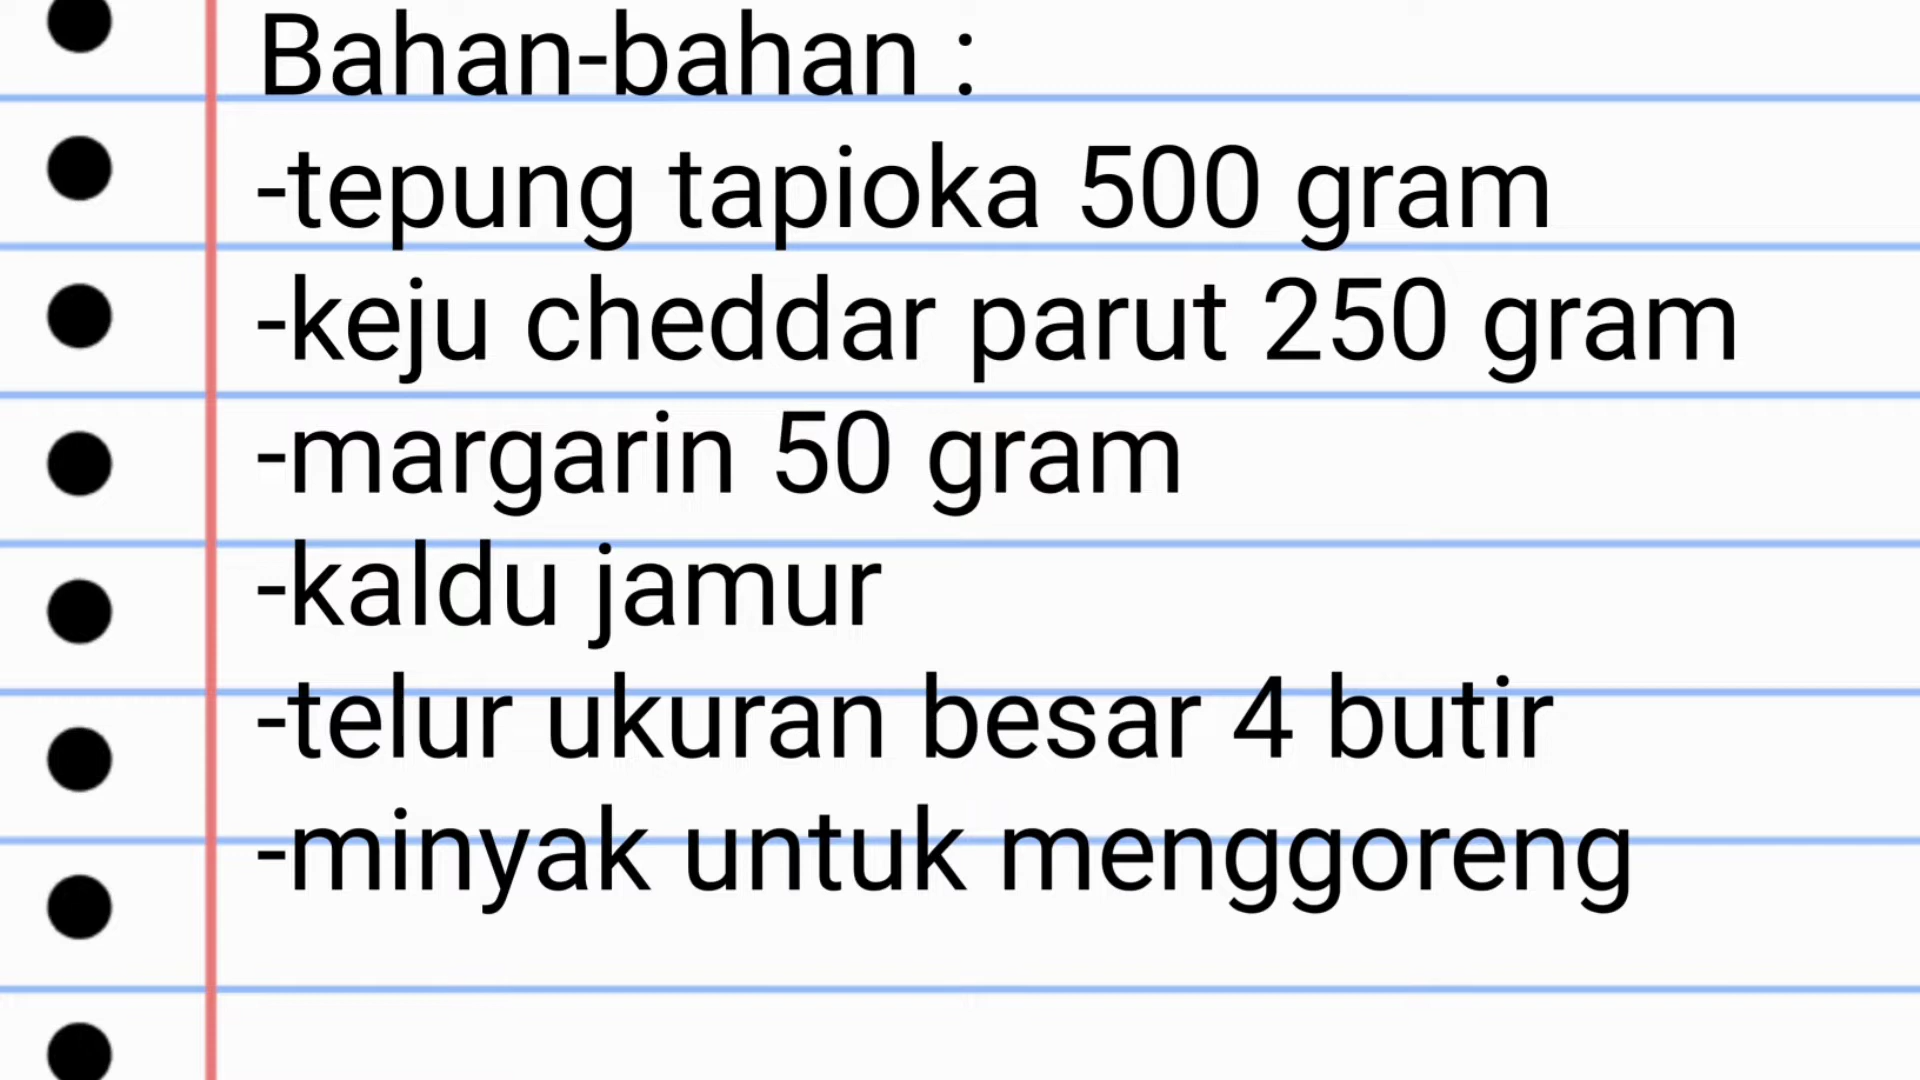 Bahan-bahan :
-tepung tapioka 500 gram
-keju cheddar parut 250 gram
-margarin 50 gram
-kaldu jamur
-telur ukuran besar 4 butir
-minyak untuk menggoreng